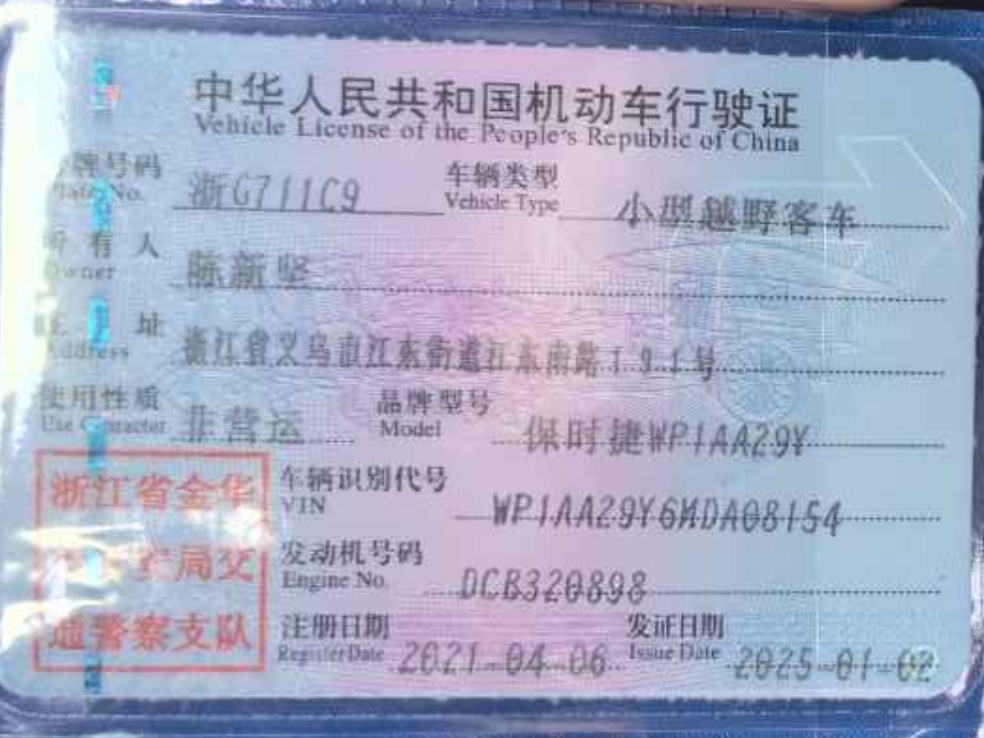 中华人民共和国机动车行驶证
Vehicle License of the People's Republic of China
号牌号码 浙G711C9 车辆类型 小型越野客车
Plate No. Vehicle Type
所有人 陈新坚
Owner
住址 浙江省义乌市江东街道江东南路191号
Address
使用性质 非营运 品牌型号 保时捷WP1AA29Y
Use Character Model
浙江省金华 车辆识别代号 WP1AA29Y6MDA08154
VIN
安局交 发动机号码 DCB320898
Engine No.
通警察支队 注册日期 2021-04-06 发证日期 2025-01-02
Register Date Issue Date